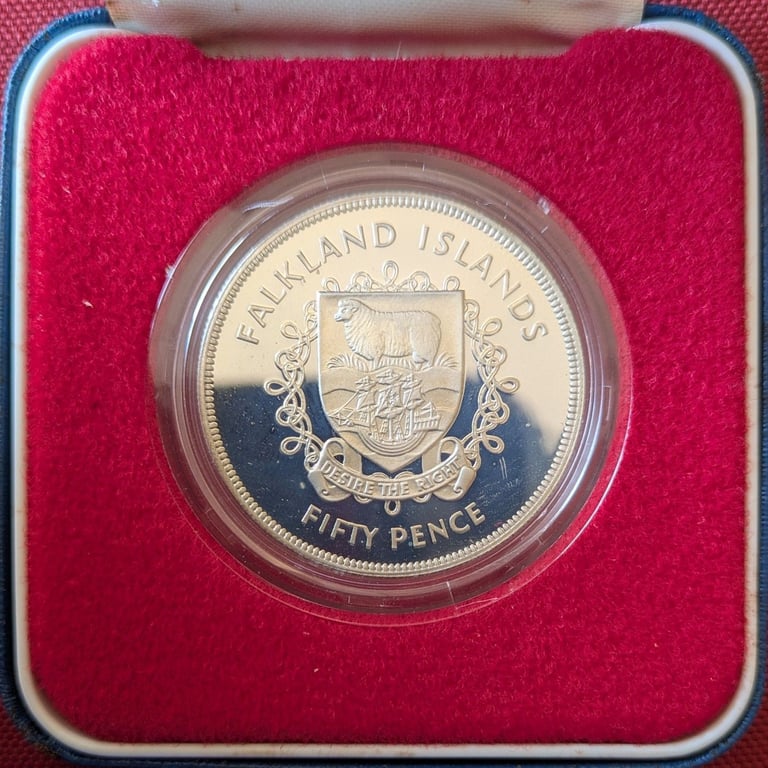 FALKLAND ISLANDS
DESIRE THE RIGHT
FIFTY PENCE